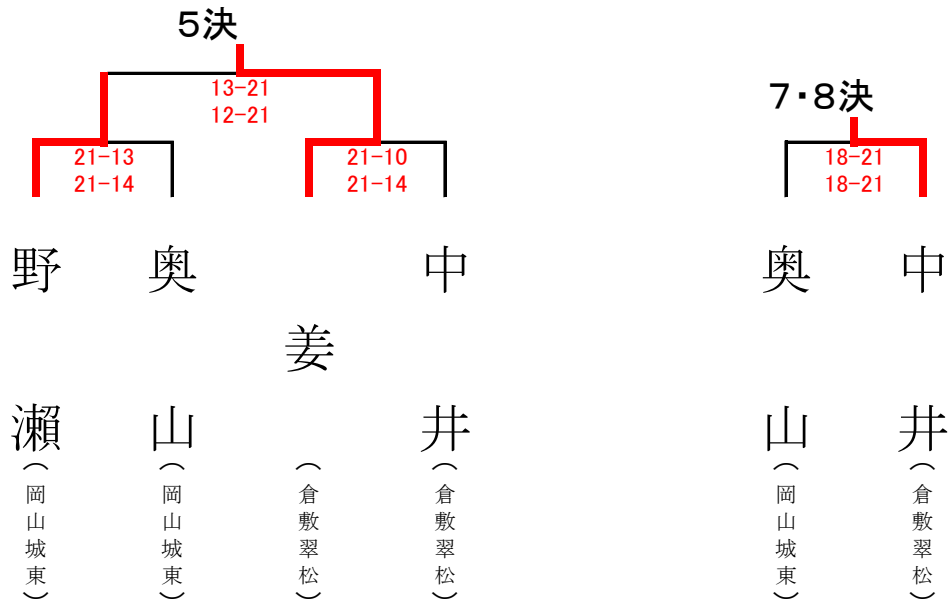 5決
13-21
12-21
21-13
21-14
21-10
21-14
野瀬(岡山城東)
奥山(岡山城東)
姜(倉敷翠松)
中井(倉敷翠松)
7・8決
18-21
18-21
奥山(岡山城東)
中井(倉敷翠松)